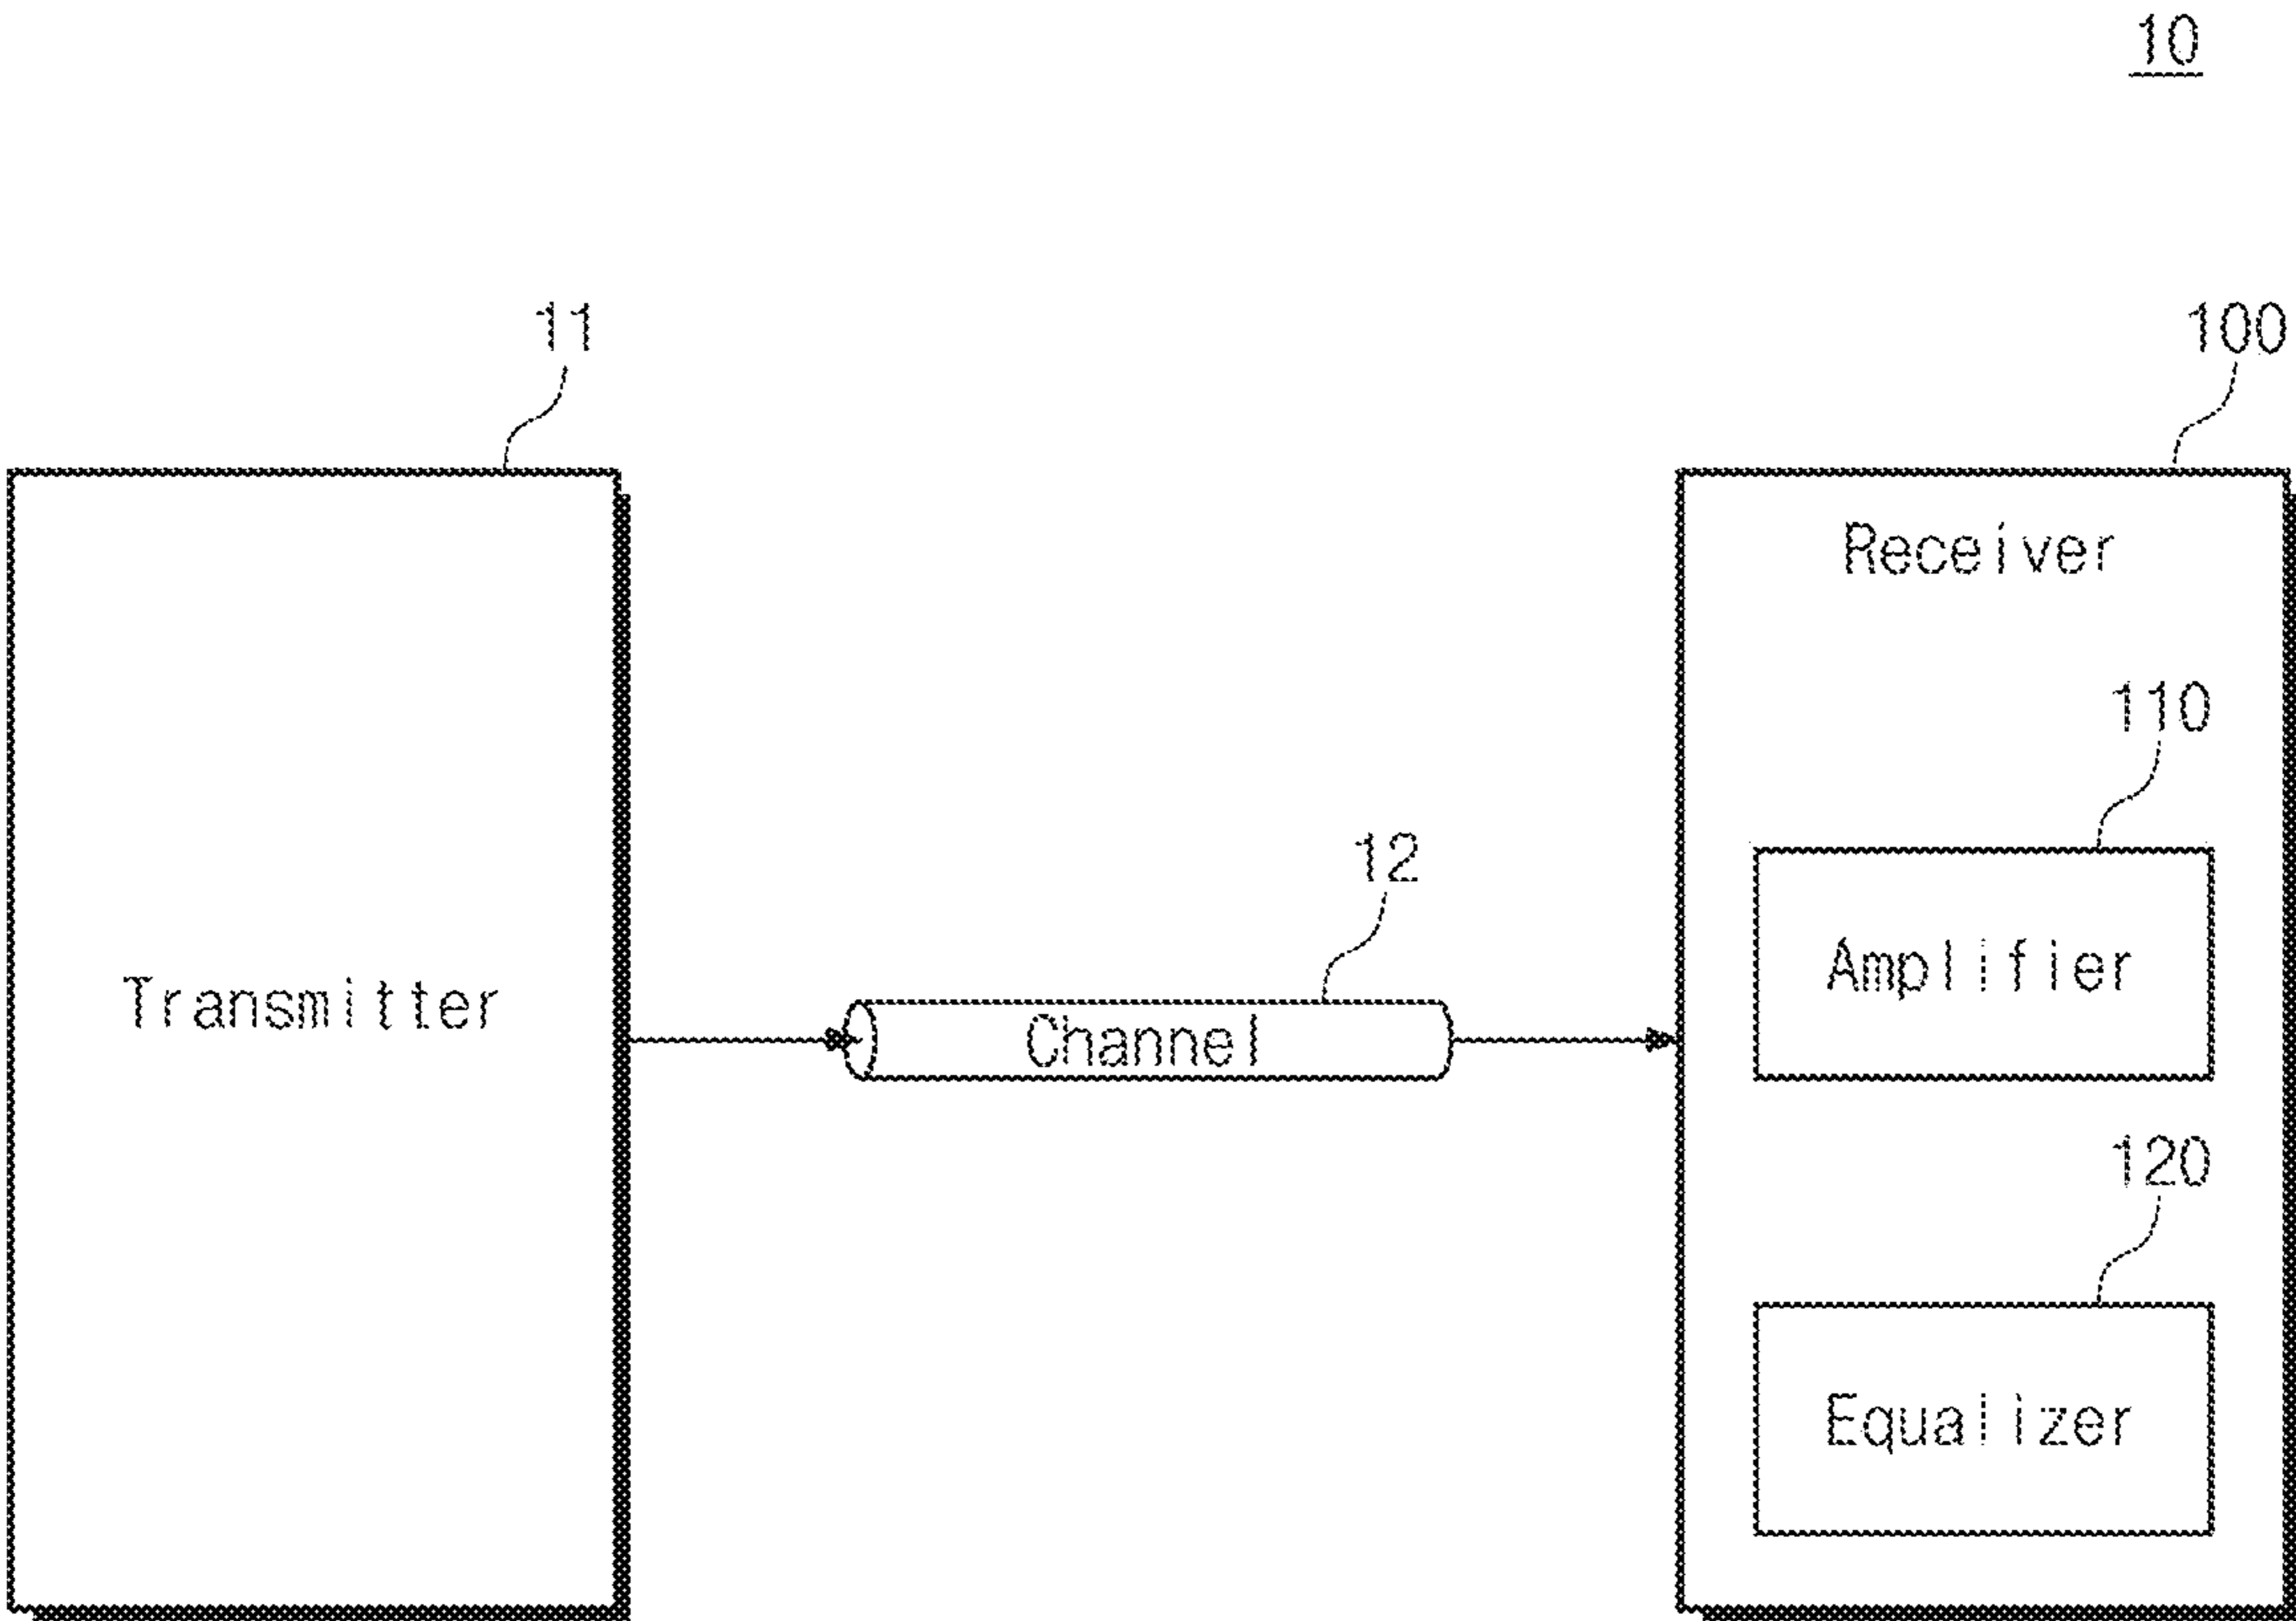 10
11
100
Receiver
110
12
Amplifier
Transmitter
Channel
120
Equalizer